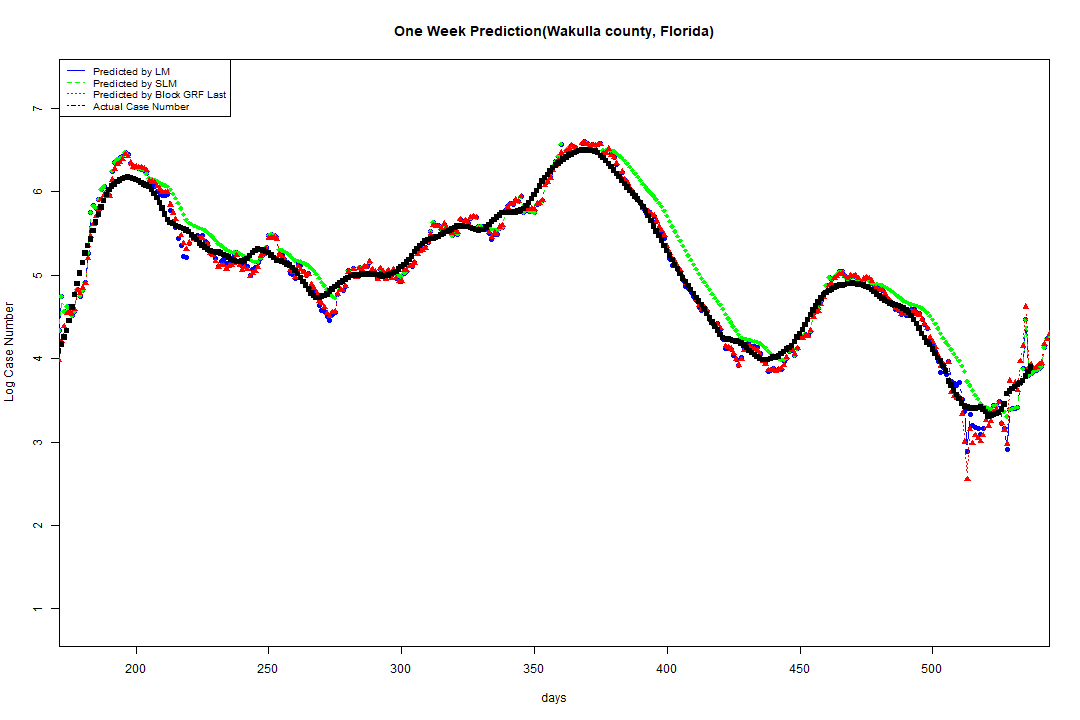 One Week Prediction(Wakulla county, Florida)
Predicted by LM
Predicted by SLM
Predicted by Block GRF Last
Actual Case Number
7
6
5
4
3
2
1
Log Case Number
200 250 300 350 400 450 500
days